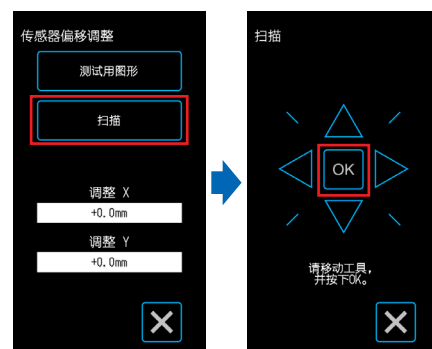 传感器偏移调整
测试用图形
扫描
调整 X
+0.0mm
调整 Y
+0.0mm
扫描
OK
请移动工具，
并按下OK。